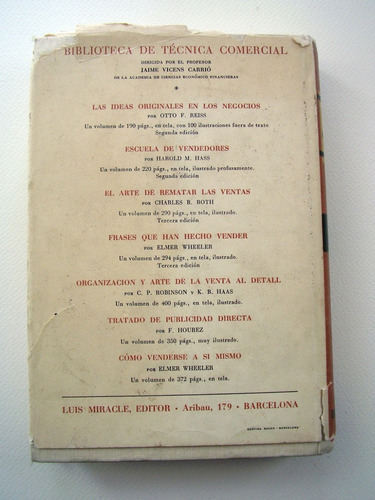 BIBLIOTECA DE TÉCNICA COMERCIAL
DIRIGIDA POR EL PROFESOR
JAIME VICENS CARRIÓ
DE LA ACADEMIA DE CIENCIAS ECONÓMICO FINANCIERAS
*
LAS IDEAS ORIGINALES EN LOS NEGOCIOS
POR OTTO F. REISS
Un volumen de 190 págs., en tela, con 100 ilustraciones fuera de texto
Segunda edición
ESCUELA DE VENDEDORES
POR HAROLD M. HASS
Un volumen de 220 págs., en tela, ilustrado profusamente.
Segunda edición
EL ARTE DE REMATAR LAS VENTAS
POR CHARLES B. ROTH
Un volumen de 290 págs., en tela, ilustrado.
Tercera edición
FRASES QUE HAN HECHO VENDER
POR ELMER WHEELER
Un volumen de 294 págs., en tela, ilustrado.
Tercera edición
ORGANIZACION Y ARTE DE LA VENTA AL DETALL
POR C. P. ROBINSON Y K. B. HAAS
Un volumen de 400 págs., en tela, ilustrado.
TRATADO DE PUBLICIDAD DIRECTA
POR F. HOUREZ
Un volumen de 350 págs., muy ilustrado.
CÓMO VENDERSE A SI MISMO
POR ELMER WHEELER
Un volumen de 372 págs., en tela.
LUIS MIRACLE, EDITOR • Aribau, 179 • BARCELONA
BARCELONA